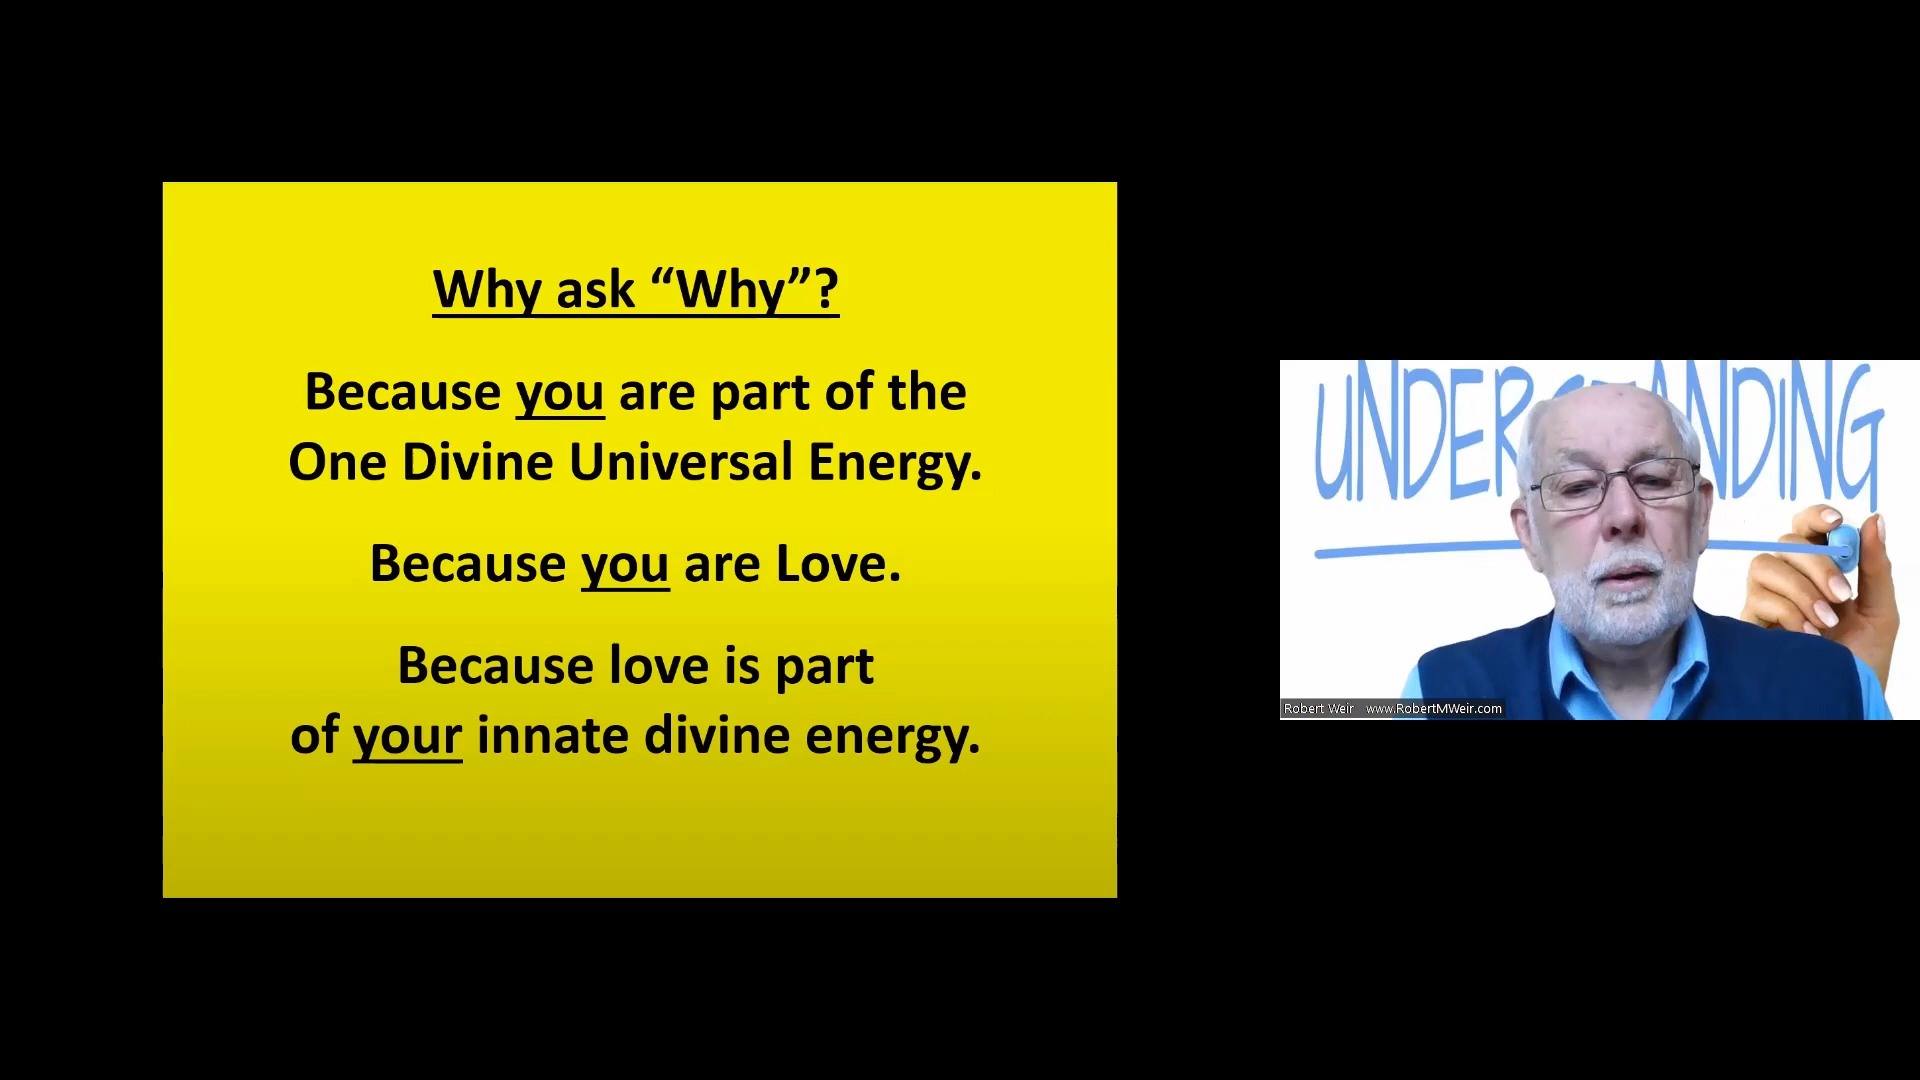 Why ask “Why”?
Because you are part of the
One Divine Universal Energy.
Because you are Love.
Because love is part
of your innate divine energy.
UNDERSTANDING
Robert Weir www.RobertMWeir.com